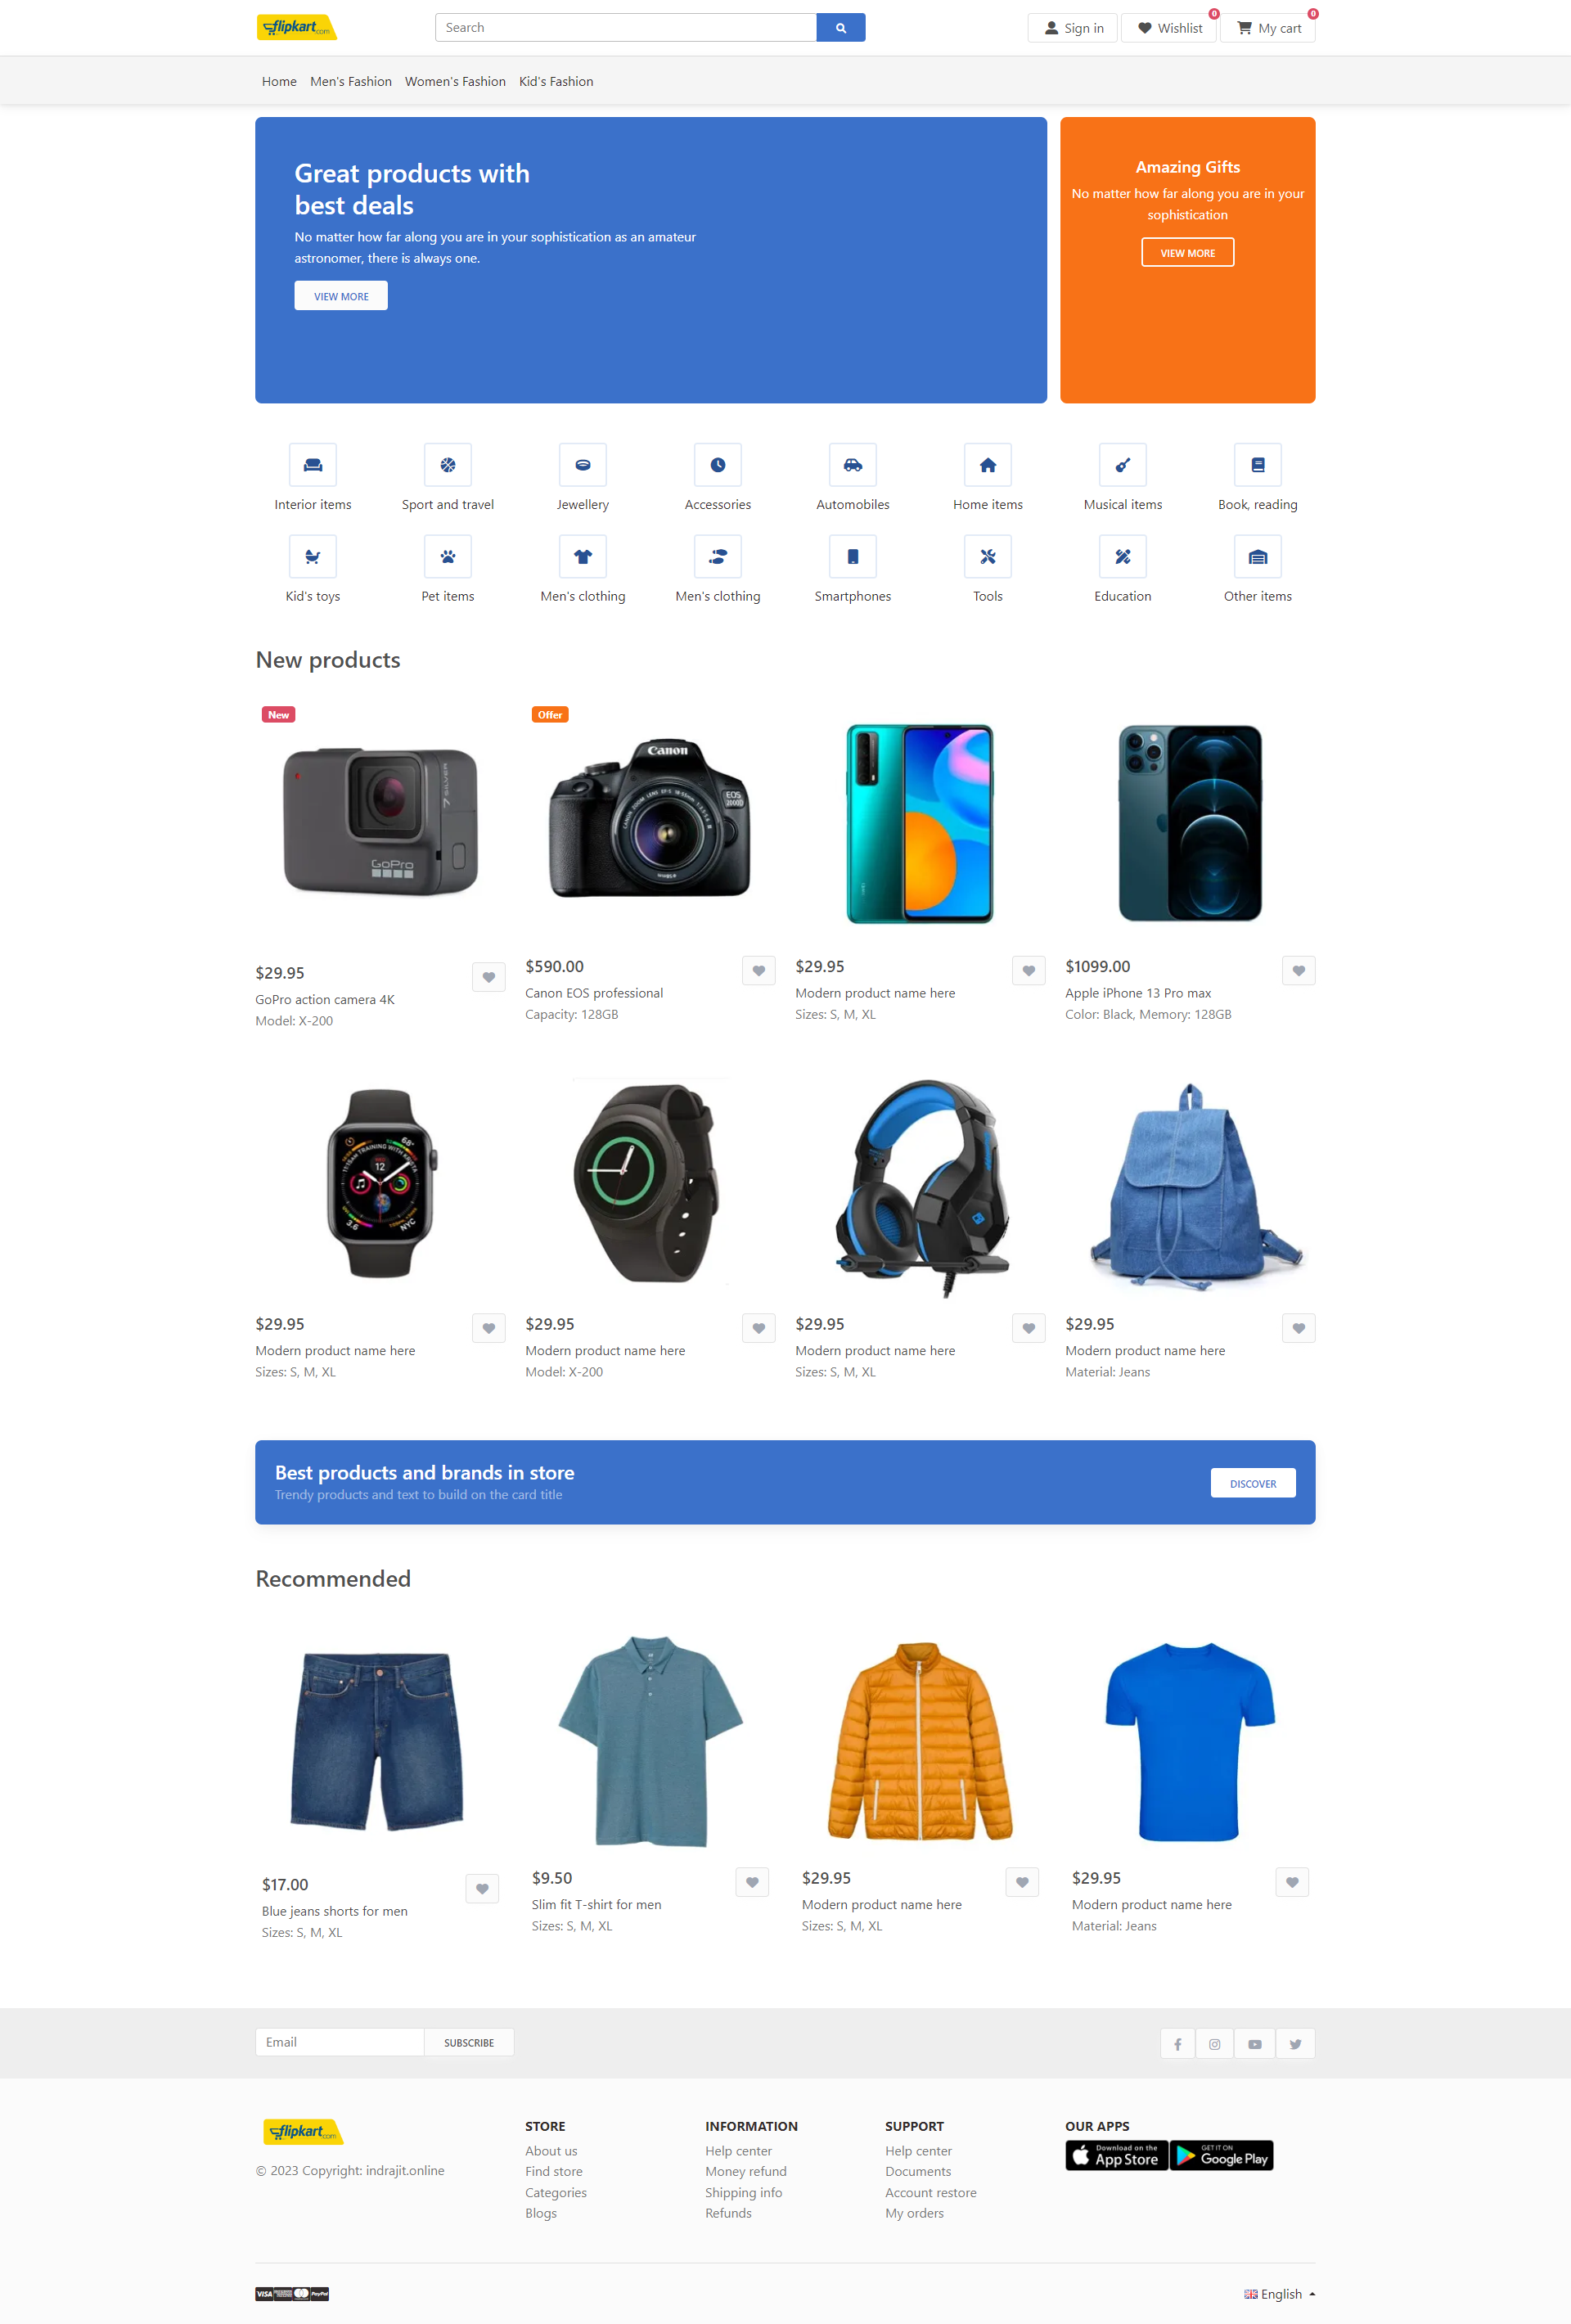 flipkart.com
Search
Sign in
0
Wishlist
0
My cart
Home Men's Fashion Women's Fashion Kid's Fashion
Great products with
best deals
No matter how far along you are in your sophistication as an amateur
astronomer, there is always one.
VIEW MORE
Amazing Gifts
No matter how far along you are in your
sophistication
VIEW MORE
Interior items Sport and travel Jewellery Accessories Automobiles Home items Musical items Book, reading
Kid's toys Pet items Men's clothing Men's clothing Smartphones Tools Education Other items
New products
New
7 SILVER
GoPro
$29.95
GoPro action camera 4K
Model: X-200
Offer
Canon
EOS
2000D
$590.00
Canon EOS professional
Capacity: 128GB
$29.95
Modern product name here
Sizes: S, M, XL
$1099.00
Apple iPhone 13 Pro max
Color: Black, Memory: 128GB
68°
12
3.6
NYC
$29.95
Modern product name here
Sizes: S, M, XL
$29.95
Modern product name here
Model: X-200
$29.95
Modern product name here
Sizes: S, M, XL
$29.95
Modern product name here
Material: Jeans
Best products and brands in store
Trendy products and text to build on the card title
DISCOVER
Recommended
$17.00
Blue jeans shorts for men
Sizes: S, M, XL
$9.50
Slim fit T-shirt for men
Sizes: S, M, XL
$29.95
Modern product name here
Sizes: S, M, XL
$29.95
Modern product name here
Material: Jeans
Email
SUBSCRIBE
flipkart.com
© 2023 Copyright: indrajit.online
STORE
About us
Find store
Categories
Blogs
INFORMATION
Help center
Money refund
Shipping info
Refunds
SUPPORT
Help center
Documents
Account restore
My orders
OUR APPS
Download on the
App Store
GET IT ON
Google Play
VISA
PayPal
English